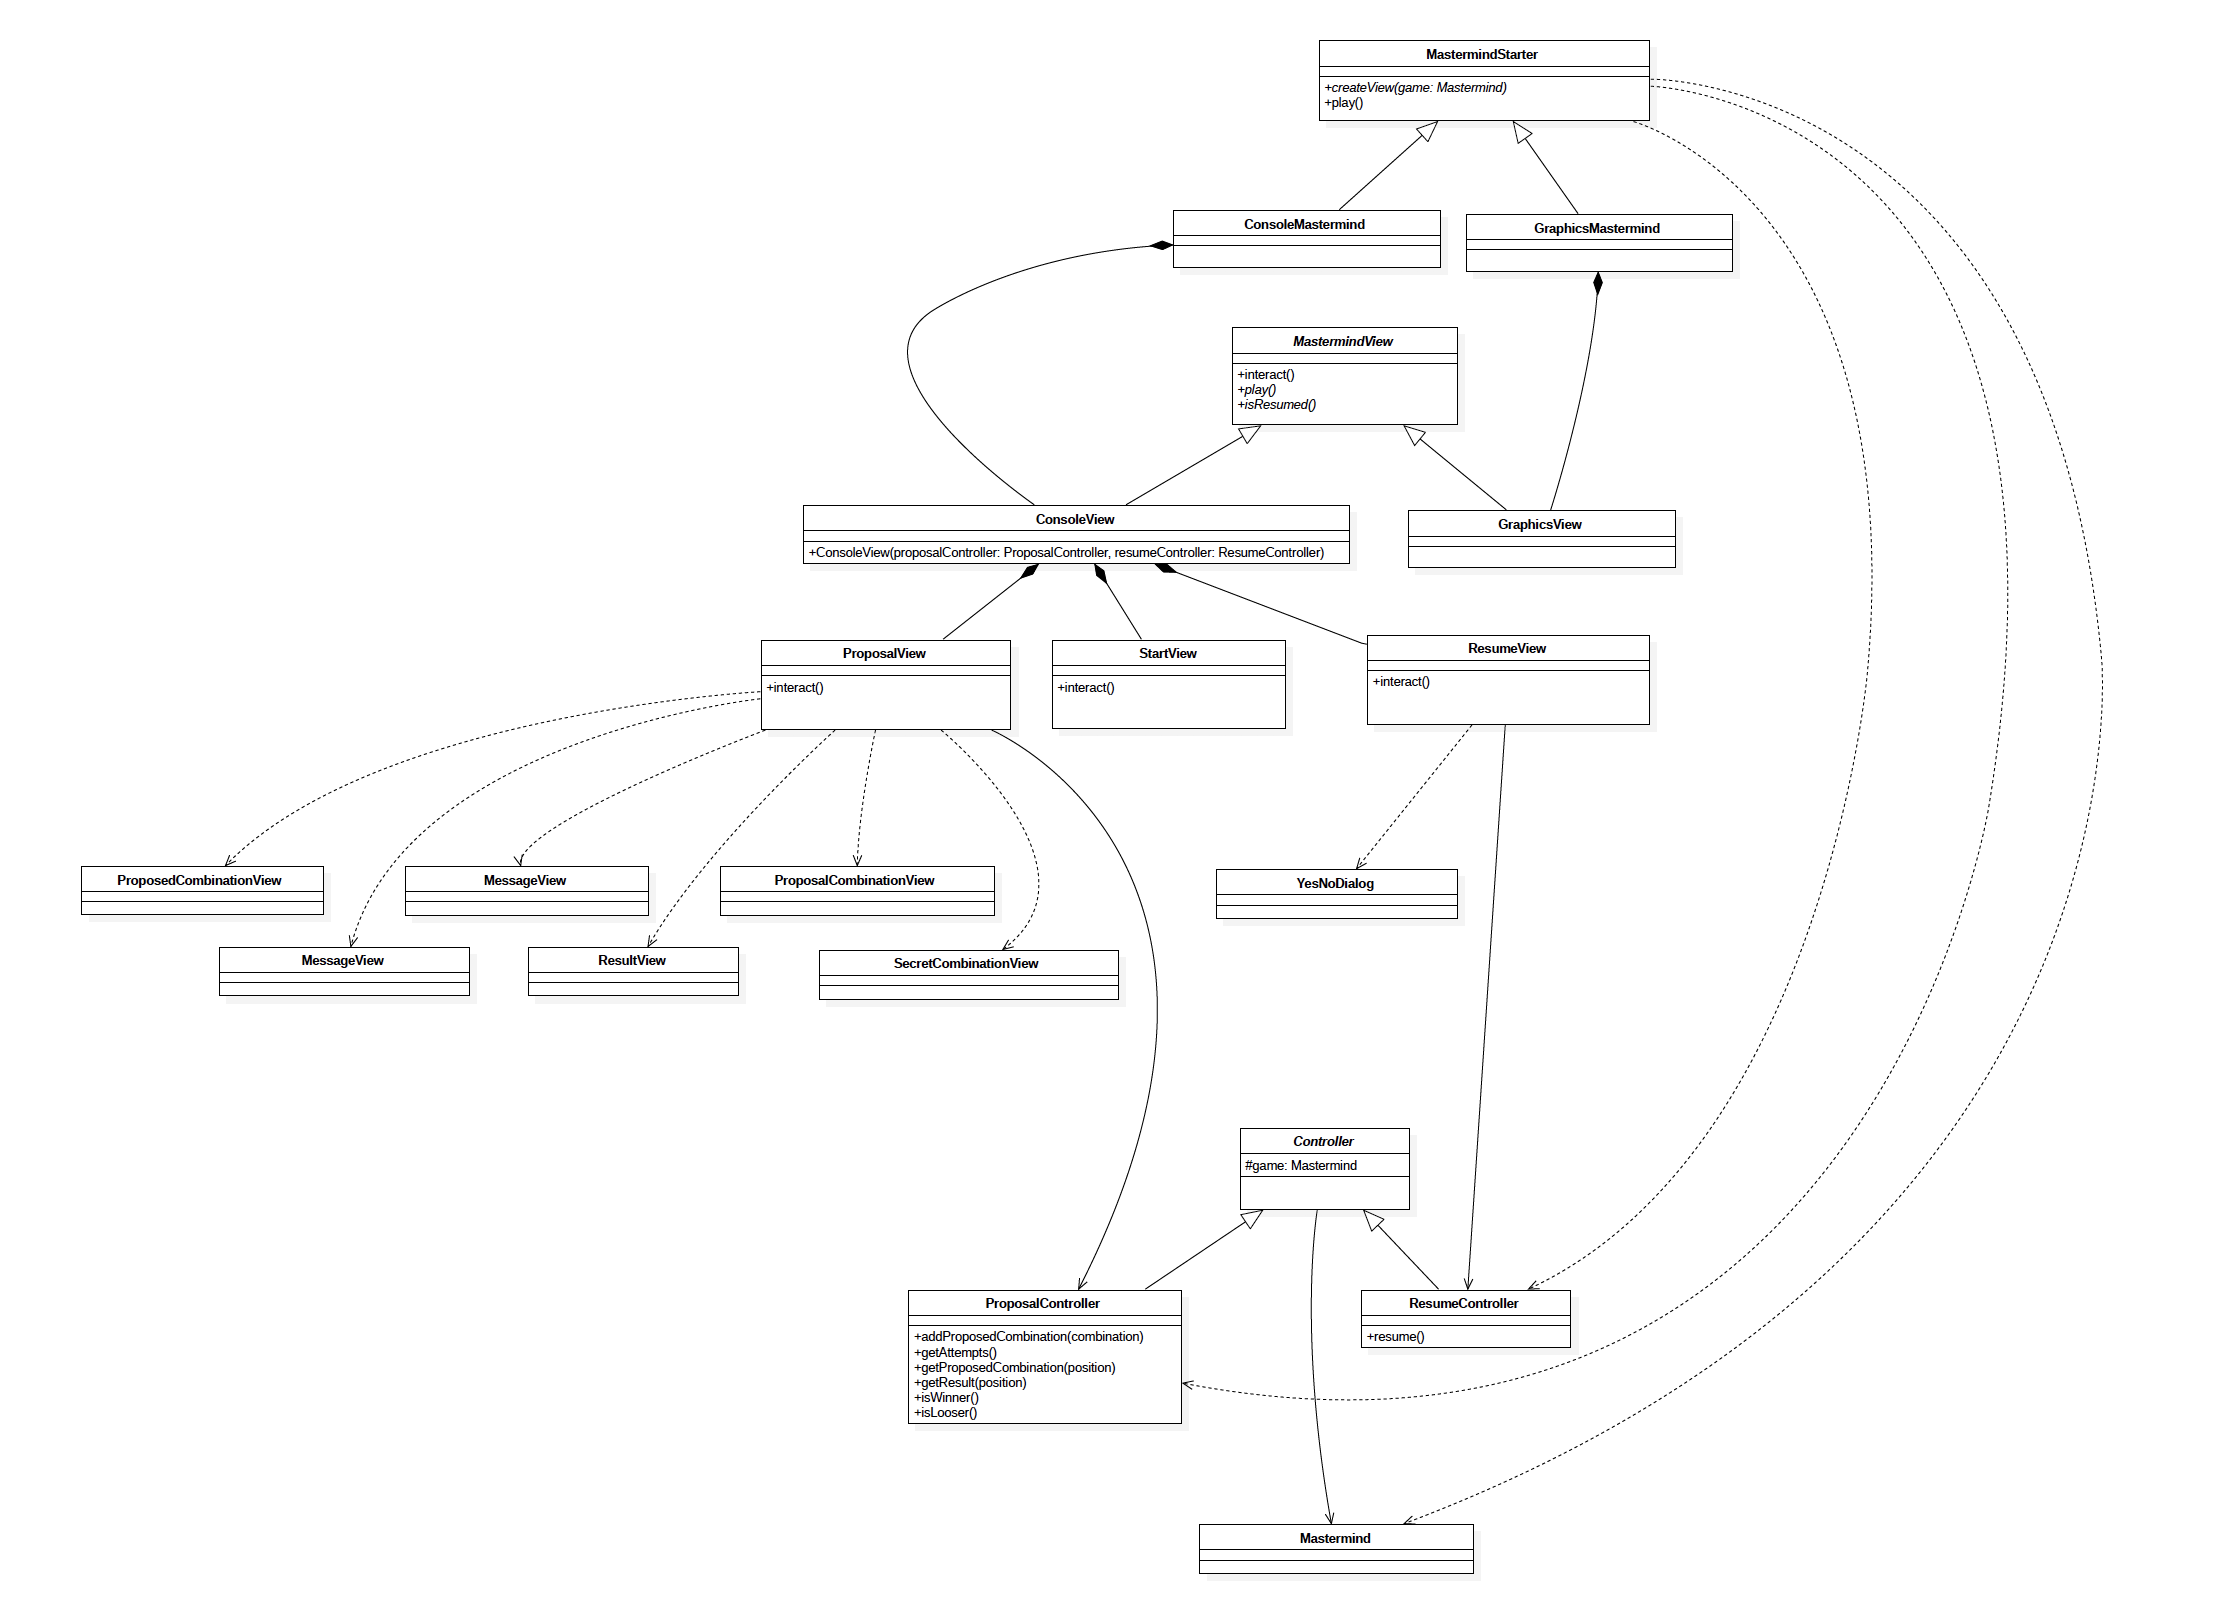 MastermindStarter
+createView(game: Mastermind)
+play()
ConsoleMastermind
GraphicsMastermind
MastermindView
+interact()
+play()
+isResumed()
ConsoleView
+ConsoleView(proposalController: ProposalController, resumeController: ResumeController)
GraphicsView
ProposalView
+interact()
StartView
+interact()
ResumeView
+interact()
ProposedCombinationView
MessageView
ProposalCombinationView
YesNoDialog
MessageView
ResultView
SecretCombinationView
Controller
#game: Mastermind
ProposalController
+addProposedCombination(combination)
+getAttempts()
+getProposedCombination(position)
+getResult(position)
+isWinner()
+isLooser()
ResumeController
+resume()
Mastermind